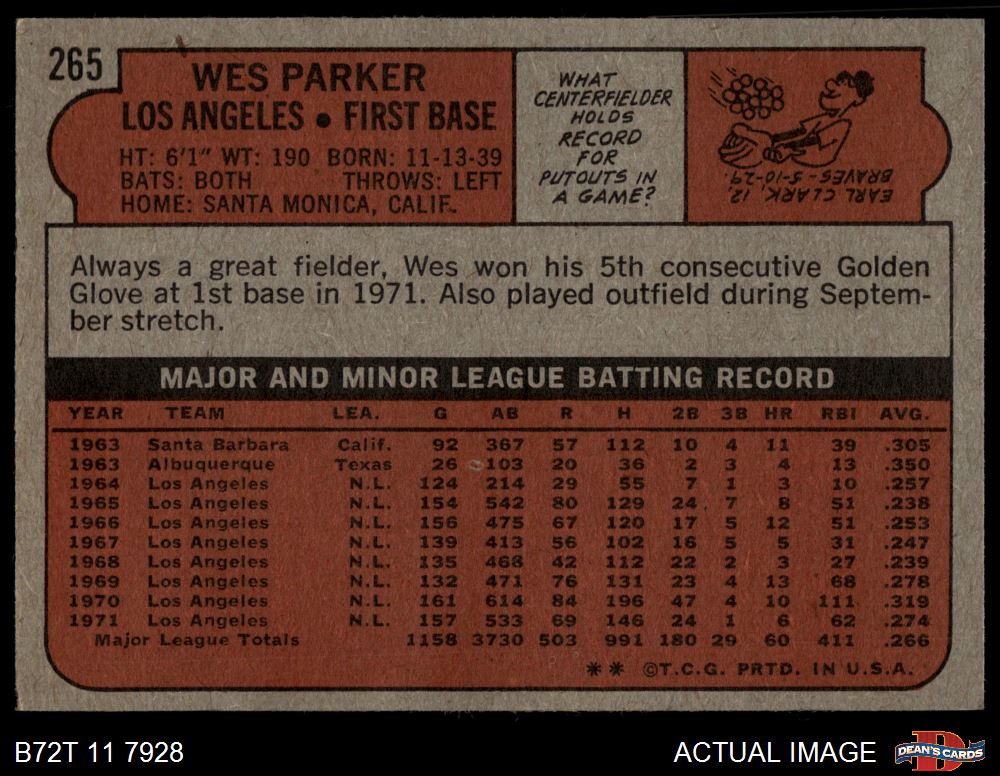 265
WES PARKER
LOS ANGELES • FIRST BASE
HT: 6'1" WT: 190 BORN: 11-13-39
BATS: BOTH THROWS: LEFT
HOME: SANTA MONICA, CALIF.
WHAT
CENTERFIELDER
HOLDS
RECORD
FOR
PUTOUTS IN
A GAME?
EARL CLARK, 12,
BRAVES - 5-10-29.
Always a great fielder, Wes won his 5th consecutive Golden
Glove at 1st base in 1971. Also played outfield during Septem-
ber stretch.
MAJOR AND MINOR LEAGUE BATTING RECORD
YEAR TEAM LEA. G AB R H 2B 3B HR RBI AVG.
1963 Santa Barbara Calif. 92 367 57 112 10 4 11 39 .305
1963 Albuquerque Texas 26 103 20 36 2 3 4 13 .350
1964 Los Angeles N.L. 124 214 29 55 7 1 3 10 .257
1965 Los Angeles N.L. 154 542 80 129 24 7 8 51 .238
1966 Los Angeles N.L. 156 475 67 120 17 5 12 51 .253
1967 Los Angeles N.L. 139 413 56 102 16 5 5 31 .247
1968 Los Angeles N.L. 135 468 42 112 22 2 3 27 .239
1969 Los Angeles N.L. 132 471 76 131 23 4 13 68 .278
1970 Los Angeles N.L. 161 614 84 196 47 4 10 111 .319
1971 Los Angeles N.L. 157 533 69 146 24 1 6 62 .274
Major League Totals 1158 3730 503 991 180 29 60 411 .266
** ©T.C.G. PRTD. IN U.S.A.
B72T 11 7928
ACTUAL IMAGE
DEAN'S CARDS